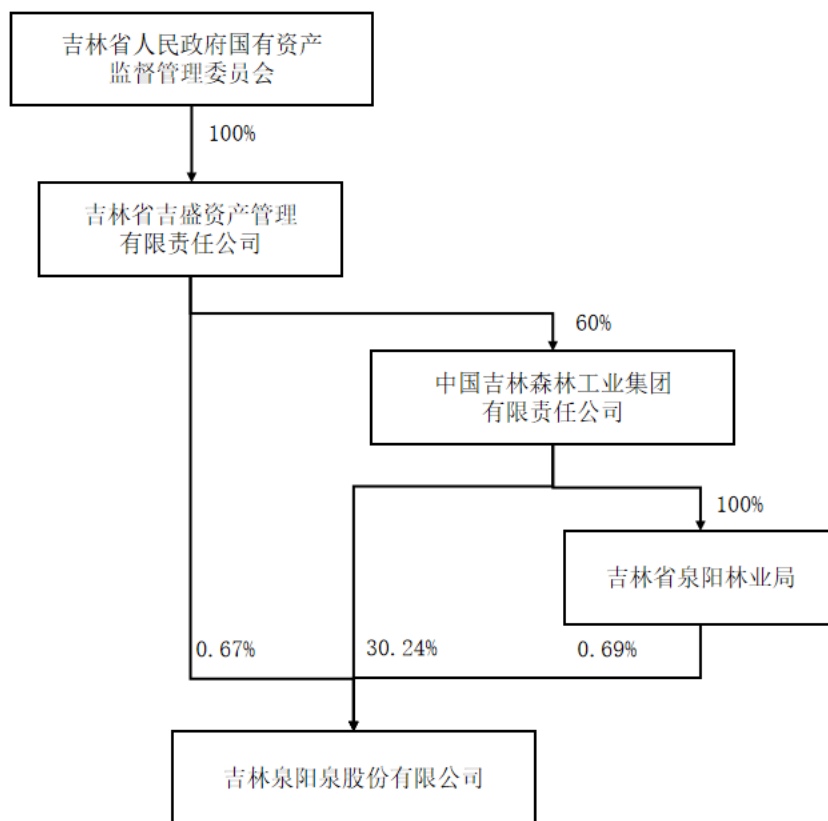 吉林省人民政府国有资产
监督管理委员会
100%
吉林省吉盛资产管理
有限责任公司
60%
中国吉林森林工业集团
有限责任公司
100%
吉林省泉阳林业局
0.67%
30.24%
0.69%
吉林泉阳泉股份有限公司